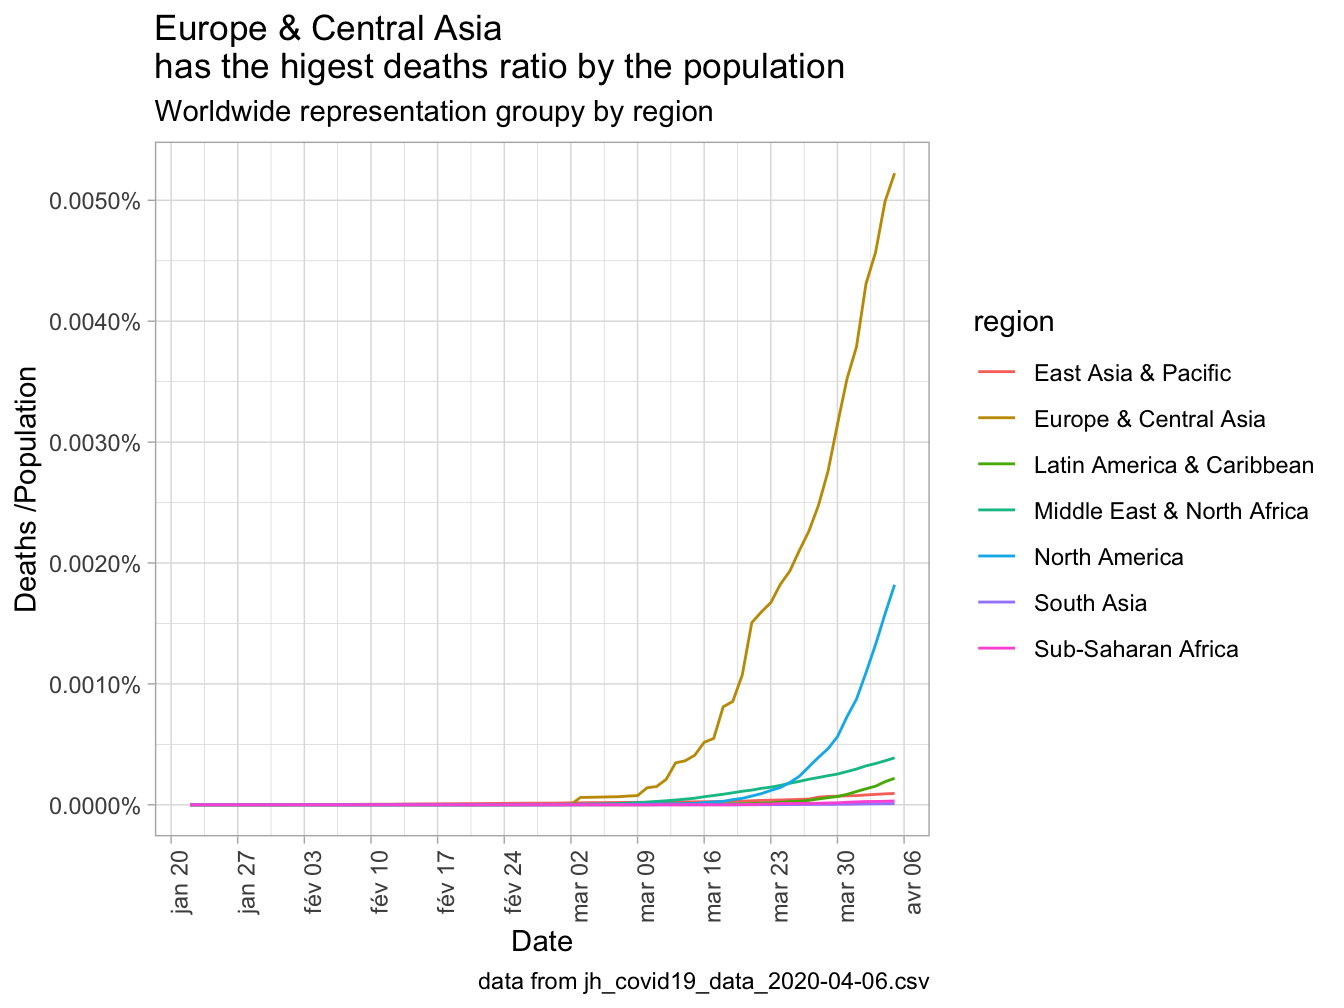 Europe & Central Asia
has the higest deaths ratio by the population
Worldwide representation groupy by region
0.0050%
0.0040%
0.0030%
0.0020%
0.0010%
0.0000%
Deaths /Population
jan 20
jan 27
fév 03
fév 10
fév 17
fév 24
mar 02
mar 09
mar 16
mar 23
mar 30
avr 06
Date
region
East Asia & Pacific
Europe & Central Asia
Latin America & Caribbean
Middle East & North Africa
North America
South Asia
Sub-Saharan Africa
data from jh_covid19_data_2020-04-06.csv